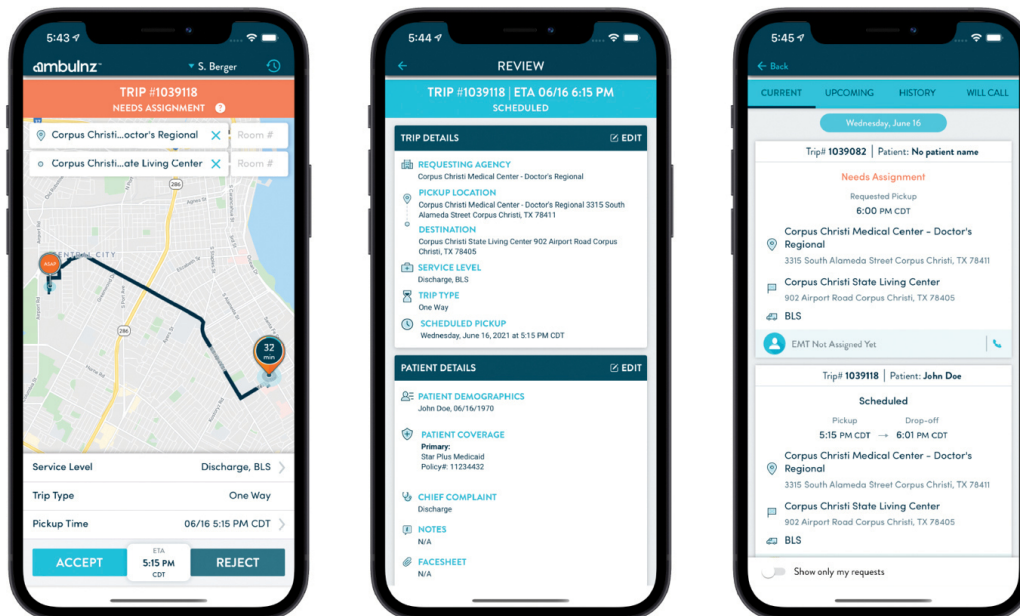 5:43
ambulnz™
S. Berger
TRIP #1039118
NEEDS ASSIGNMENT ?
Corpus Christi...octor's Regional
Room #
Corpus Christi...ate Living Center
Room #
286
CENTRAL CITY
ASAP
286
32
min
Service Level
Discharge, BLS
Trip Type
One Way
Pickup Time
06/16 5:15 PM CDT
ACCEPT
ETA
5:15 PM
CDT
REJECT
5:44
REVIEW
TRIP #1039118 | ETA 06/16 6:15 PM
SCHEDULED
TRIP DETAILS
EDIT
REQUESTING AGENCY
Corpus Christi Medical Center - Doctor's Regional
PICKUP LOCATION
Corpus Christi Medical Center - Doctor's Regional 3315 South
Alameda Street Corpus Christi, TX 78411
DESTINATION
Corpus Christi State Living Center 902 Airport Road Corpus
Christi, TX 78405
SERVICE LEVEL
Discharge, BLS
TRIP TYPE
One Way
SCHEDULED PICKUP
Wednesday, June 16, 2021 at 5:15 PM CDT
PATIENT DETAILS
EDIT
PATIENT DEMOGRAPHICS
John Doe, 06/16/1970
PATIENT COVERAGE
Primary:
Star Plus Medicaid
Policy#: 11234432
CHIEF COMPLAINT
Discharge
NOTES
N/A
FACESHEET
N/A
5:45
Back
CURRENT
UPCOMING
HISTORY
WILL CALL
Wednesday, June 16
Trip# 1039082 | Patient: No patient name
Needs Assignment
Requested Pickup
6:00 PM CDT
Corpus Christi Medical Center - Doctor's
Regional
3315 South Alameda Street Corpus Christi, TX 78411
Corpus Christi State Living Center
902 Airport Road Corpus Christi, TX 78405
BLS
EMT Not Assigned Yet
Trip# 1039118 | Patient: John Doe
Scheduled
Pickup
Drop-off
5:15 PM CDT → 6:01 PM CDT
Corpus Christi Medical Center - Doctor's
Regional
3315 South Alameda Street Corpus Christi, TX 78411
Corpus Christi State Living Center
902 Airport Road Corpus Christi, TX 78405
BLS
Show only my requests